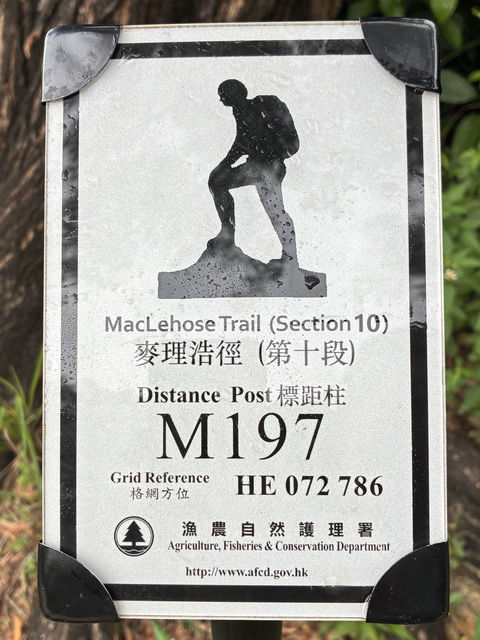 MacLehose Trail (Section 10)
麥理浩徑 (第十段)
Distance Post 標距柱
M197
Grid Reference HE 072 786
格網方位
漁農自然護理署
Agriculture, Fisheries & Conservation Department
http://www.afcd.gov.hk